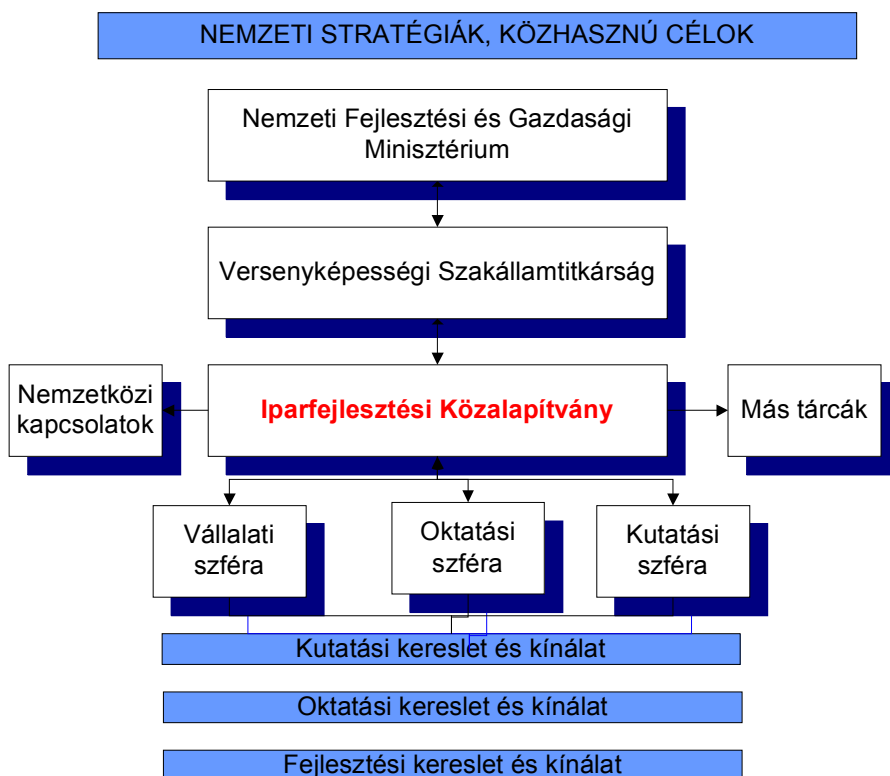 NEMZETI STRATÉGIÁK, KÖZHASZNÚ CÉLOK
Nemzeti Fejlesztési és Gazdasági
Minisztérium
Versenyképességi Szakállamtitkárság
Nemzetközi
kapcsolatok
Iparfejlesztési Közalapítvány
Más tárcák
Vállalati
szféra
Oktatási
szféra
Kutatási
szféra
Kutatási kereslet és kínálat
Oktatási kereslet és kínálat
Fejlesztési kereslet és kínálat